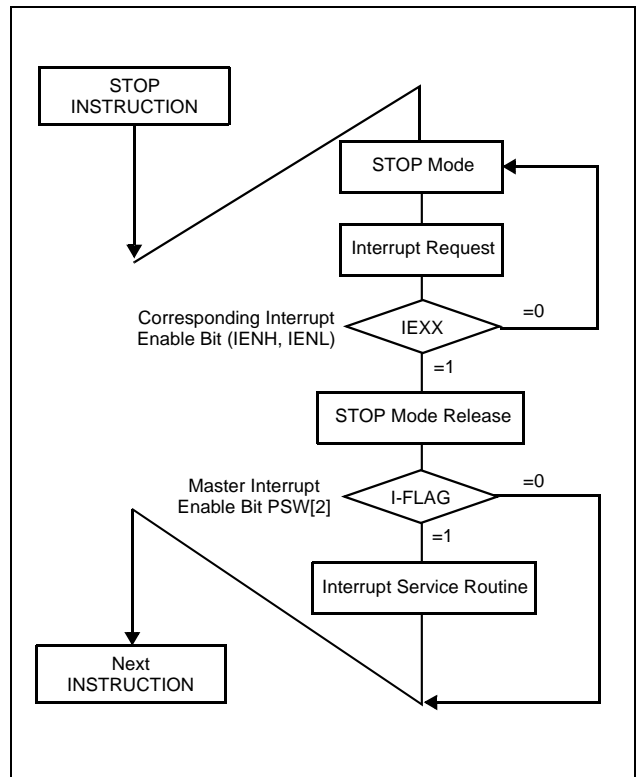 STOP
INSTRUCTION
STOP Mode
Interrupt Request
Corresponding Interrupt
Enable Bit (IENH, IENL)
IEXX
=0
=1
STOP Mode Release
Master Interrupt
Enable Bit PSW[2]
I-FLAG
=0
=1
Interrupt Service Routine
Next
INSTRUCTION